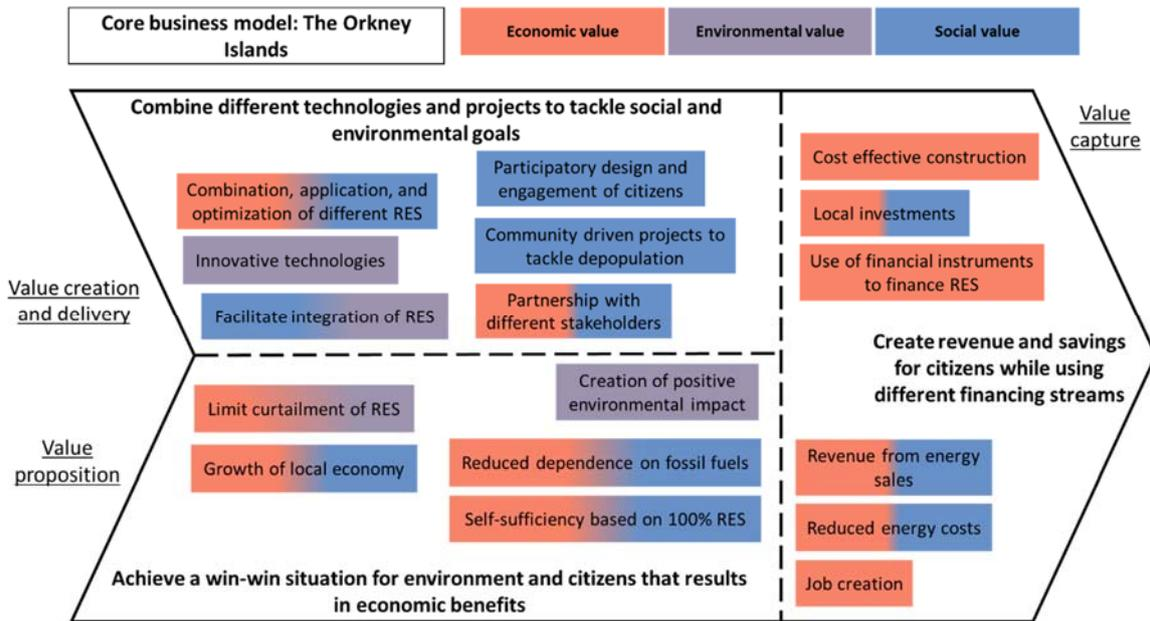 Core business model: The Orkney
Islands
Economic value
Environmental value
Social value
Combine different technologies and projects to tackle social and
environmental goals
Value
capture
Combination, application, and
optimization of different RES
Innovative technologies
Facilitate integration of RES
Participatory design and
engagement of citizens
Community driven projects to
tackle depopulation
Partnership with
different stakeholders
Cost effective construction
Local investments
Use of financial instruments
to finance RES
Value creation
and delivery
Create revenue and savings
for citizens while using
different financing streams
Limit curtailment of RES
Growth of local economy
Creation of positive
environmental impact
Reduced dependence on fossil fuels
Self-sufficiency based on 100% RES
Value
proposition
Revenue from energy
sales
Reduced energy costs
Job creation
Achieve a win-win situation for environment and citizens that results
in economic benefits